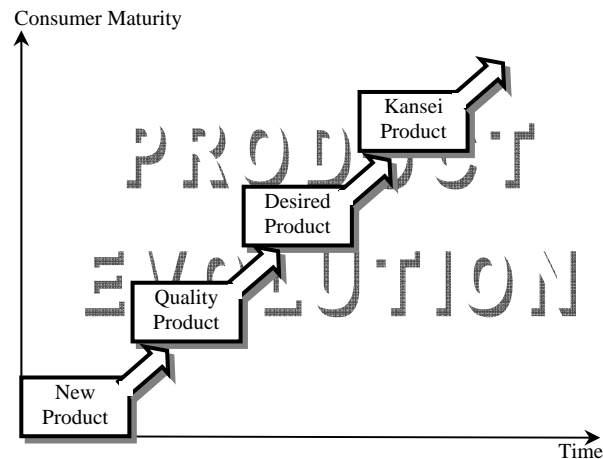 Consumer Maturity
Kansei
Product
PRODUCT
Desired
Product
EVOLUTION
Quality
Product
New
Product
Time